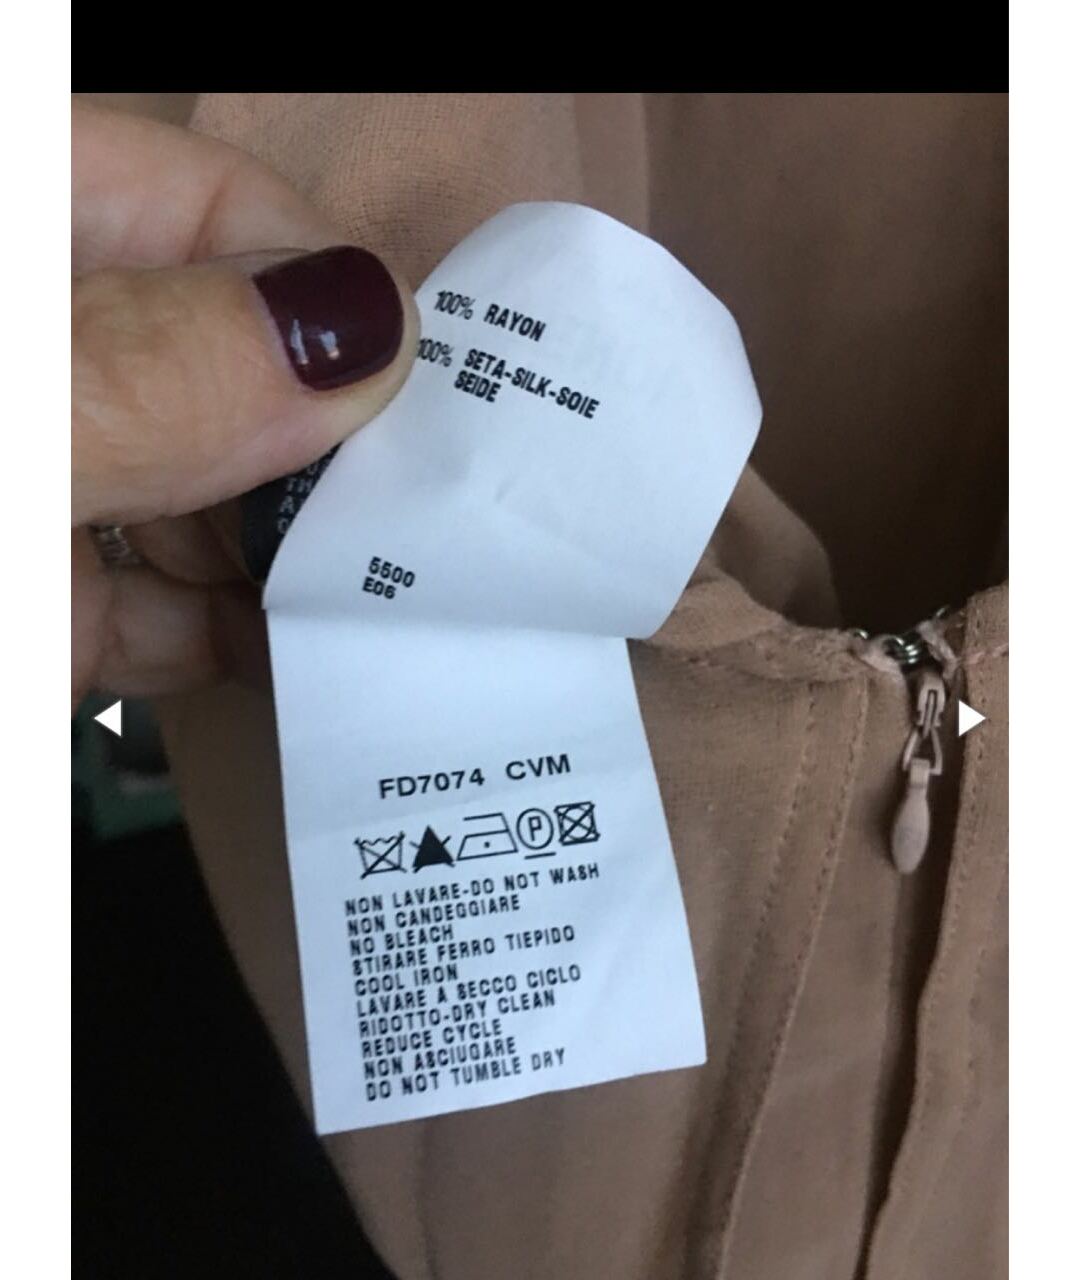 100% RAYON
100% SETA-SILK-SOIE
SEIDE
5500
E06
FD7074 CVM
P
NON LAVARE-DO NOT WASH
NON CANDEGGIARE
NO BLEACH
STIRARE FERRO TIEPIDO
COOL IRON
LAVARE A SECCO CICLO
RIDOTTO-DRY CLEAN
REDUCE CYCLE
NON ASCIUGARE
DO NOT TUMBLE DRY